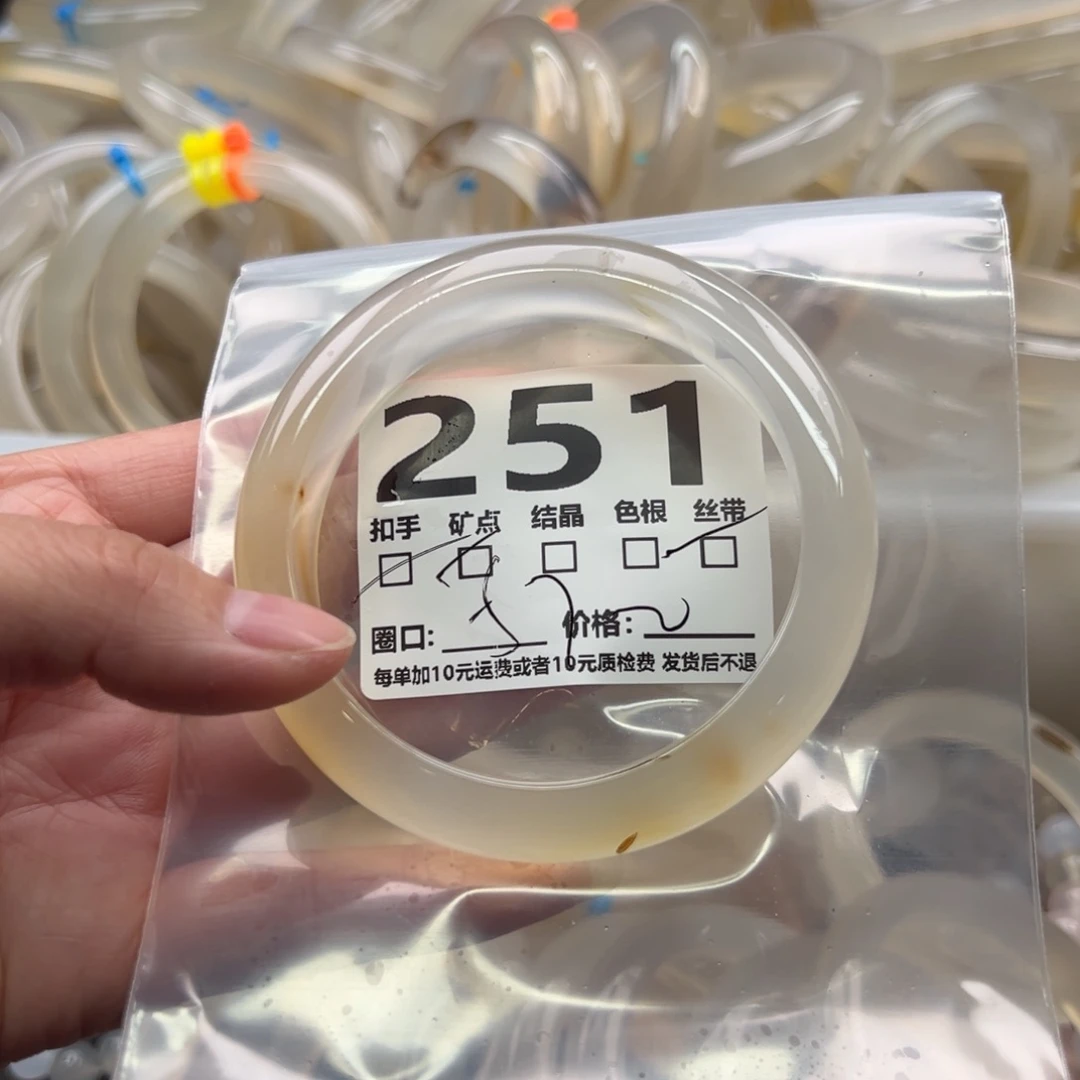 251
扣手 矿点 结晶 色根 丝带
圈口: 价格:
每单加10元运费或者10元质检费 发货后不退